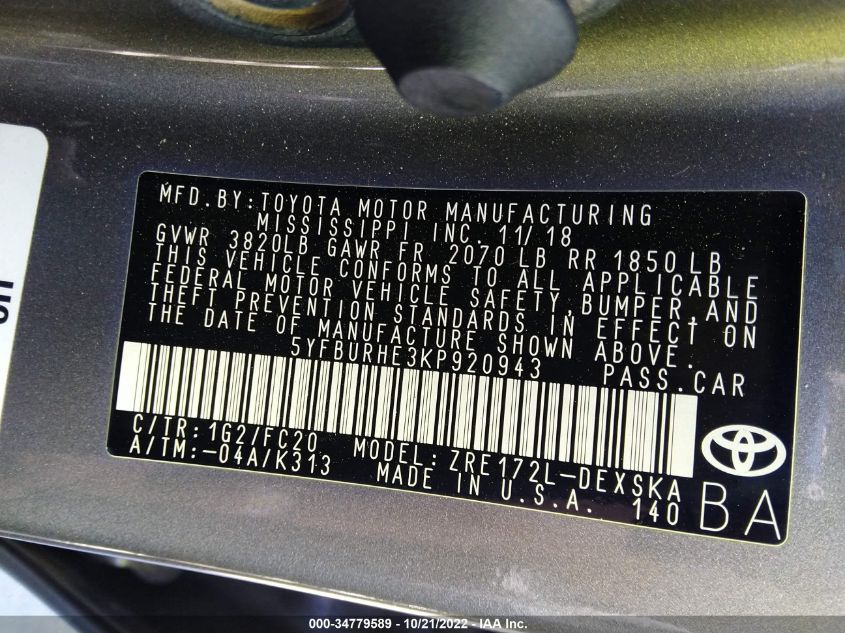 MFD.BY:TOYOTA MOTOR MANUFACTURING
MISSISSIPPI INC. 11/18
GVWR 3820LB GAWR FR 2070 LB RR 1850 LB
THIS VEHICLE CONFORMS TO ALL APPLICABLE
FEDERAL MOTOR VEHICLE SAFETY,BUMPER,AND
THEFT PREVENTION STANDARDS IN EFFECT ON
THE DATE OF MANUFACTURE SHOWN ABOVE.
5YFBURHE3KP920943 PASS.CAR
C/TR:1G2/FC20 MODEL:ZRE172L-DEXSKA
A/TM:-04A/K313 MADE IN U.S.A. 140
BA
000-34779589 - 10/21/2022 - IAA Inc.